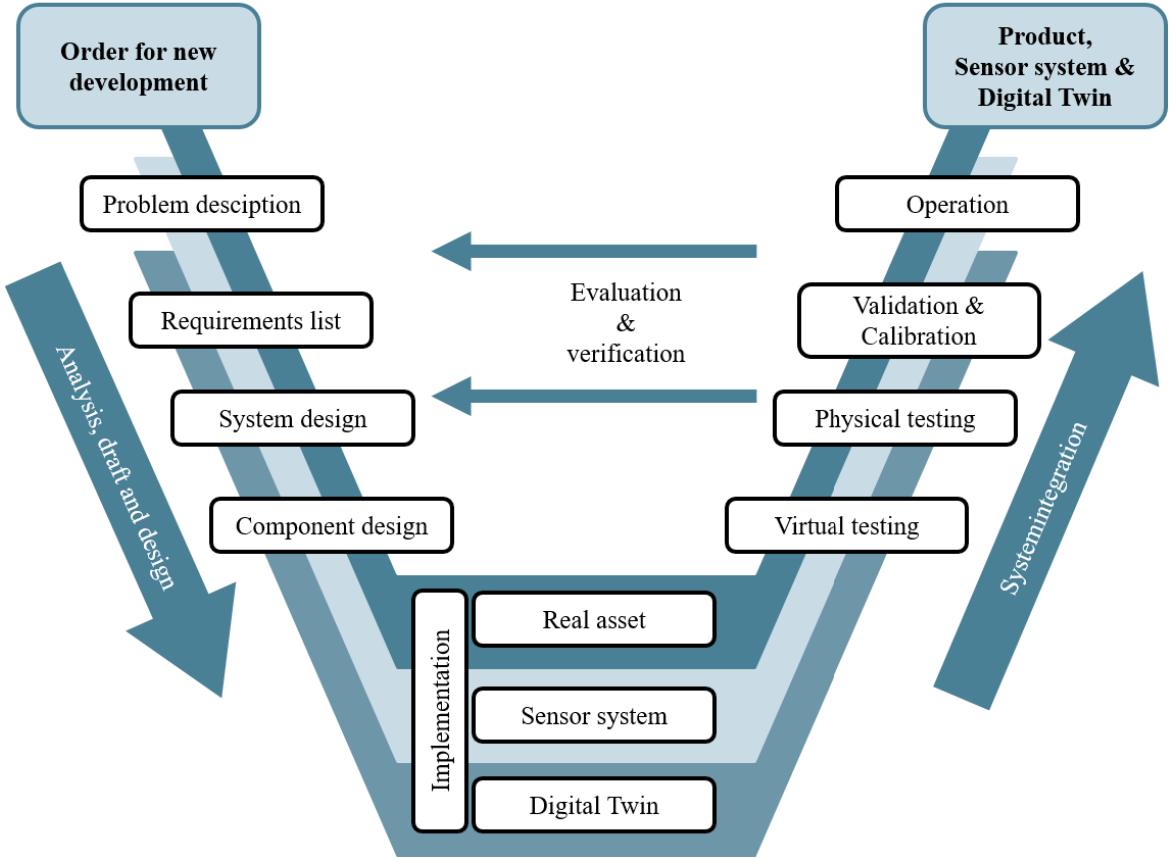 Order for new
development
Product,
Sensor system &
Digital Twin
Problem desciption
Operation
Requirements list
Evaluation
&
verification
Validation &
Calibration
System design
Physical testing
Component design
Virtual testing
Analysis, draft and design
Systemintegration
Implementation
Real asset
Sensor system
Digital Twin